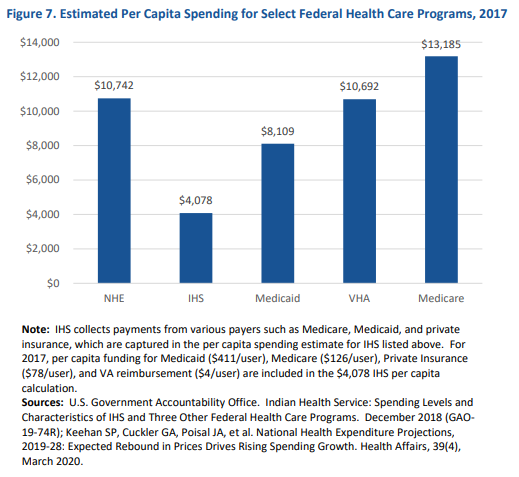 Figure 7. Estimated Per Capita Spending for Select Federal Health Care Programs, 2017
$14,000
$12,000
$10,000
$8,000
$6,000
$4,000
$2,000
$0
$10,742
$4,078
$8,109
$10,692
$13,185
NHE IHS Medicaid VHA Medicare
Note: IHS collects payments from various payers such as Medicare, Medicaid, and private
insurance, which are captured in the per capita spending estimate for IHS listed above. For
2017, per capita funding for Medicaid ($411/user), Medicare ($126/user), Private Insurance
($78/user), and VA reimbursement ($4/user) are included in the $4,078 IHS per capita
calculation.
Sources: U.S. Government Accountability Office. Indian Health Service: Spending Levels and
Characteristics of IHS and Three Other Federal Health Care Programs. December 2018 (GAO-
19-74R); Keehan SP, Cuckler GA, Poisal JA, et al. National Health Expenditure Projections,
2019-28: Expected Rebound in Prices Drives Rising Spending Growth. Health Affairs, 39(4),
March 2020.